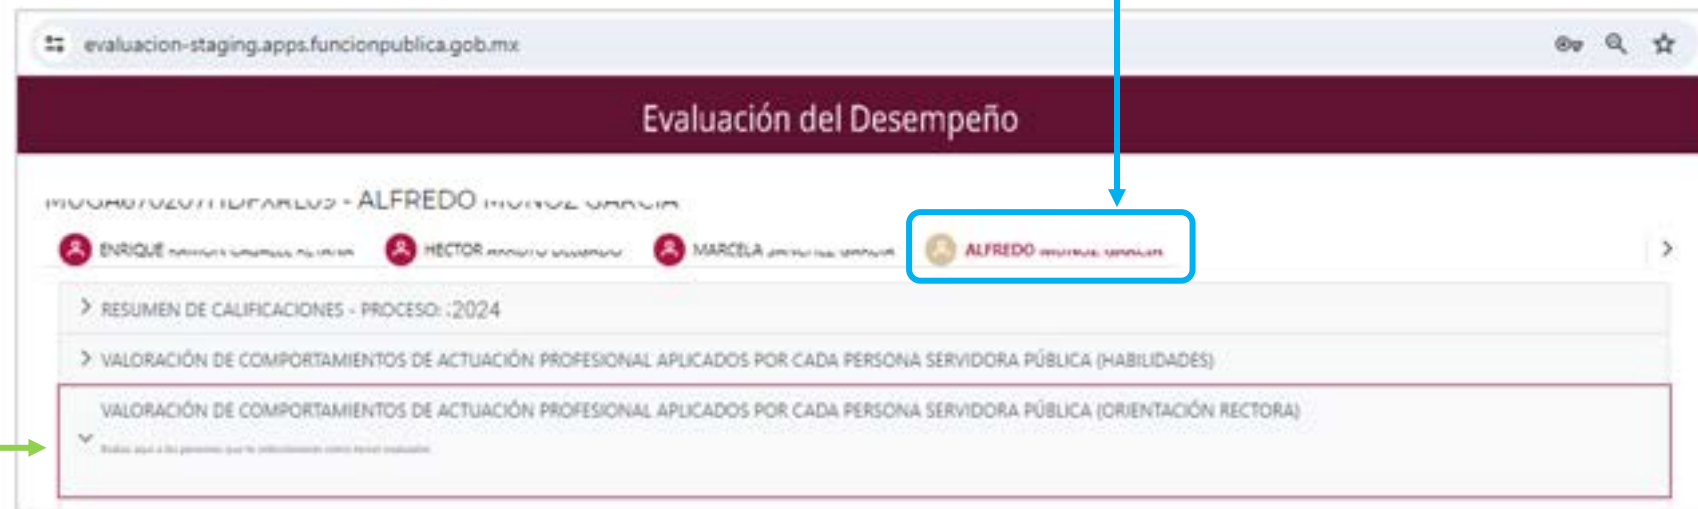 evaluacion-staging.apps.funcionpublica.gob.mx
Evaluación del Desempeño
- ALFREDO
ENRIQUE HECTOR MARCELA ALFREDO
RESUMEN DE CALIFICACIONES - PROCESO: :2024
VALORACIÓN DE COMPORTAMIENTOS DE ACTUACIÓN PROFESIONAL APLICADOS POR CADA PERSONA SERVIDORA PÚBLICA (HABILIDADES)
VALORACIÓN DE COMPORTAMIENTOS DE ACTUACIÓN PROFESIONAL APLICADOS POR CADA PERSONA SERVIDORA PÚBLICA (ORIENTACIÓN RECTORA)